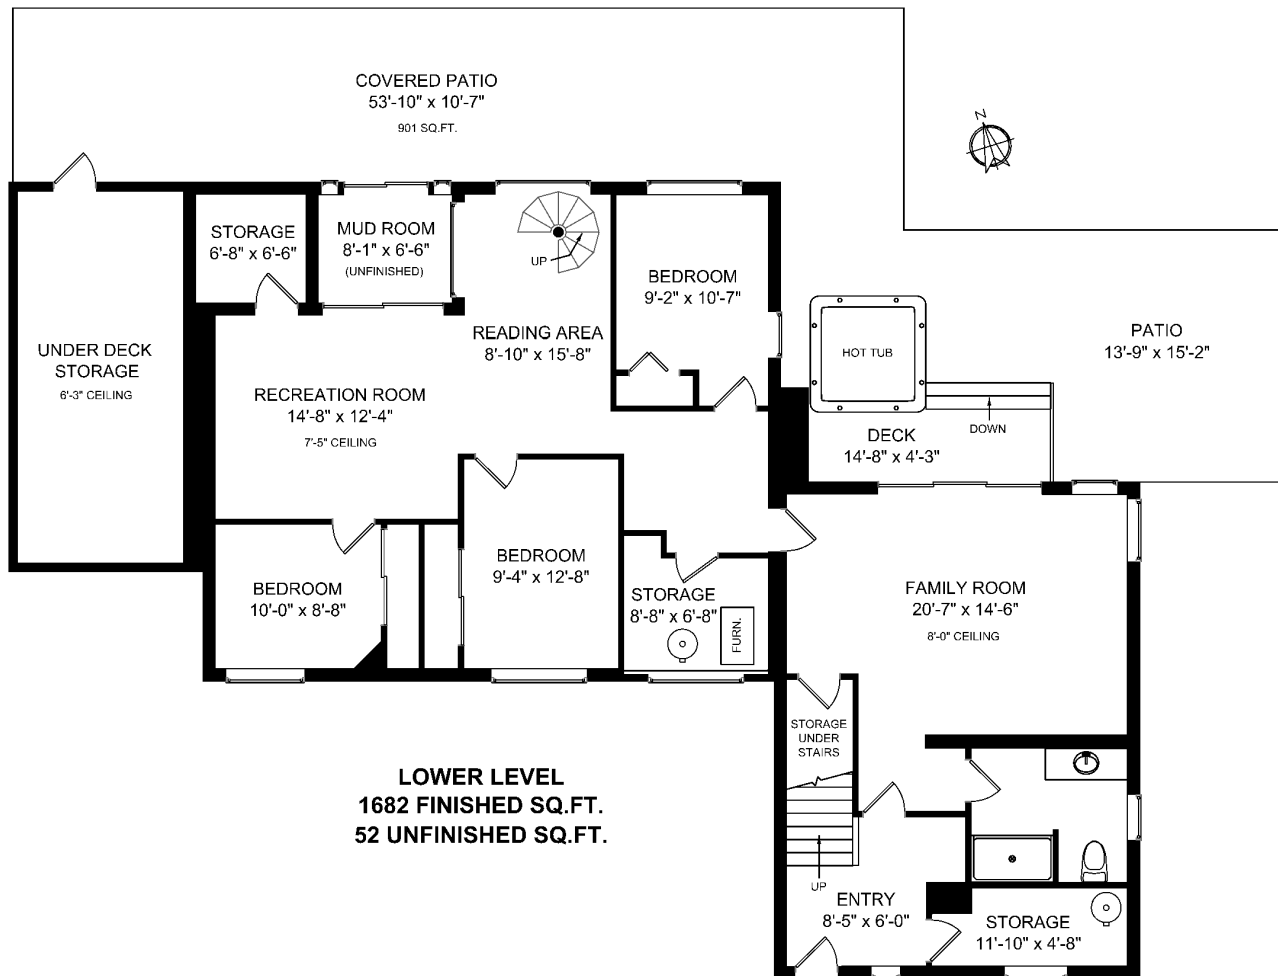 COVERED PATIO
53'-10" x 10'-7"
901 SQ.FT.
N
STORAGE
6'-8" x 6'-6"
MUD ROOM
8'-1" x 6'-6"
(UNFINISHED)
UP
BEDROOM
9'-2" x 10'-7"
READING AREA
8'-10" x 15'-8"
HOT TUB
PATIO
13'-9" x 15'-2"
UNDER DECK
STORAGE
6'-3" CEILING
RECREATION ROOM
14'-8" x 12'-4"
7'-5" CEILING
DOWN
DECK
14'-8" x 4'-3"
BEDROOM
10'-0" x 8'-8"
BEDROOM
9'-4" x 12'-8"
STORAGE
8'-8" x 6'-8"
FURN.
FAMILY ROOM
20'-7" x 14'-6"
8'-0" CEILING
STORAGE
UNDER
STAIRS
LOWER LEVEL
1682 FINISHED SQ.FT.
52 UNFINISHED SQ.FT.
UP
ENTRY
8'-5" x 6'-0"
STORAGE
11'-10" x 4'-8"